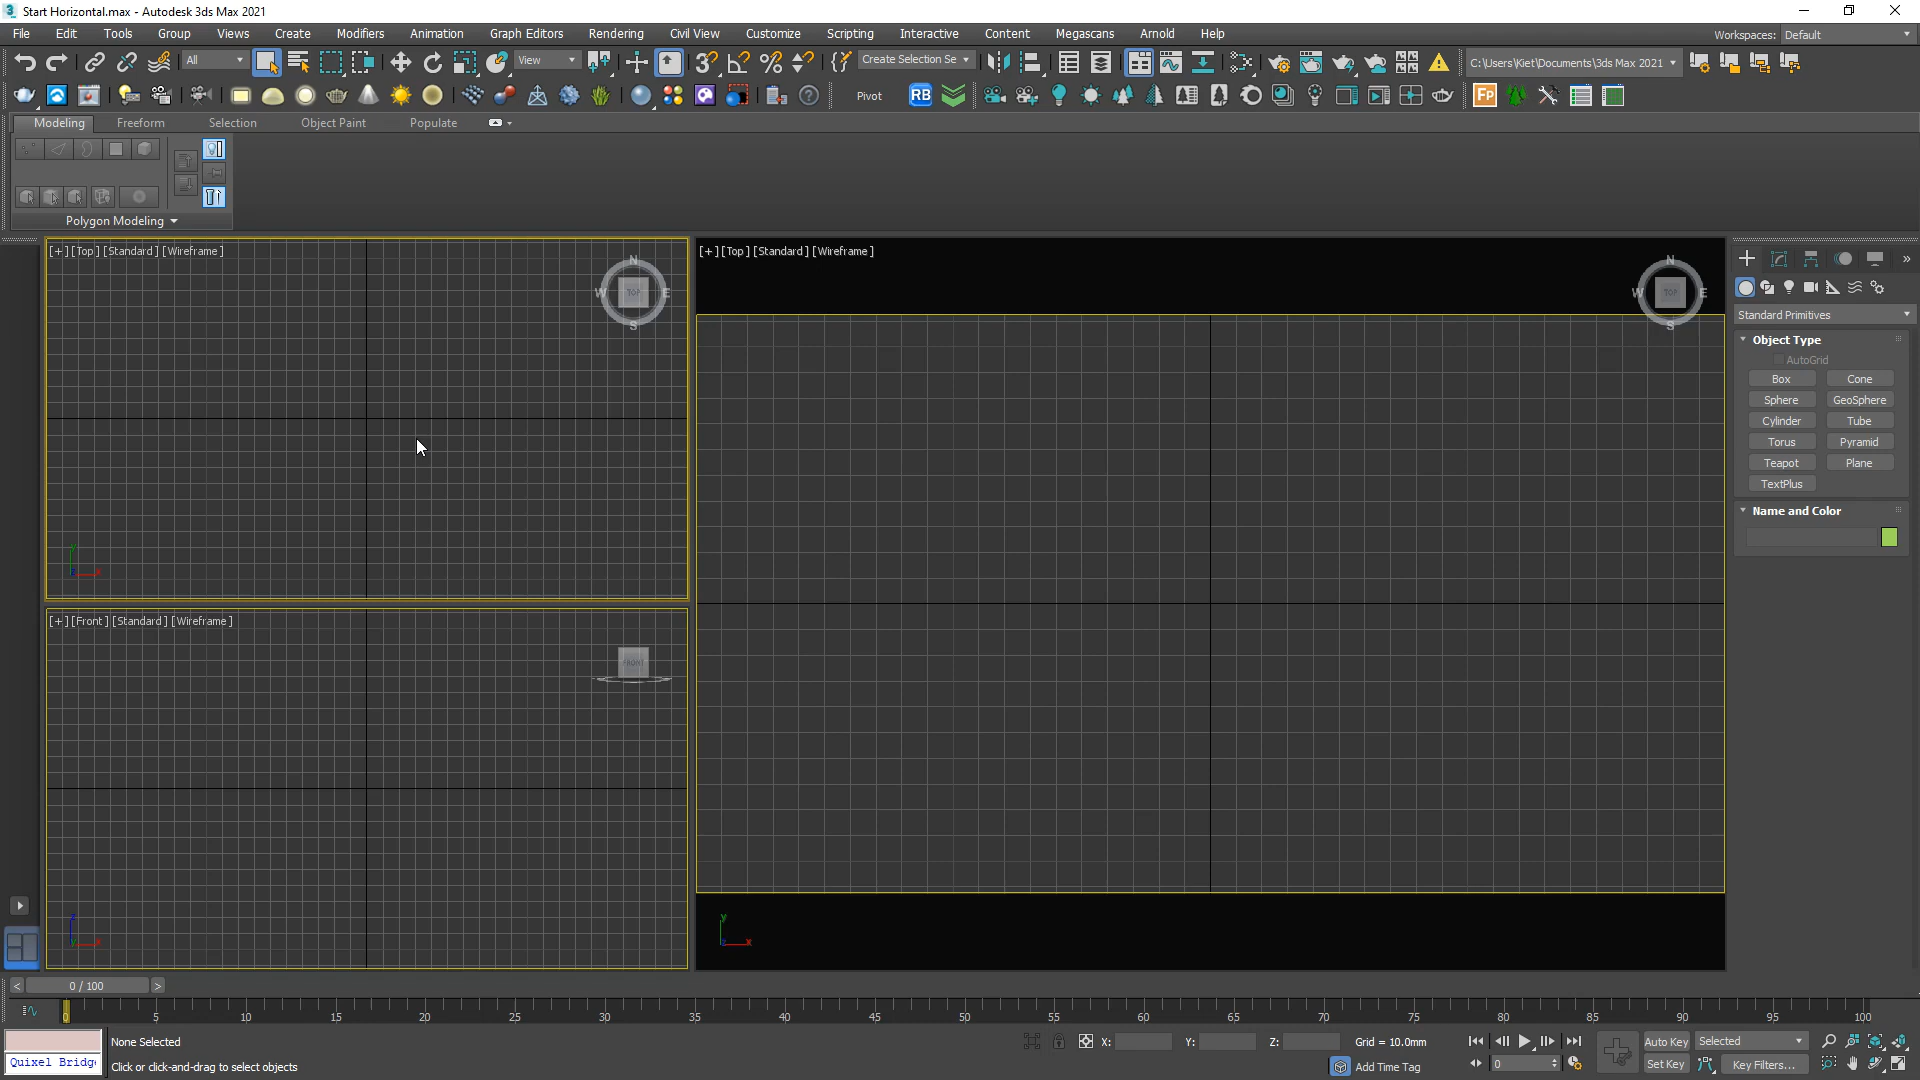 Start Horizontal.max - Autodesk 3ds Max 2021
File Edit Tools Group Views Create Modifiers Animation Graph Editors Rendering Civil View Customize Scripting Interactive Content Megascans Arnold Help Workspaces: Default
All View Create Selection Se C:\Users\Kiet\Documents\3ds Max 2021
Pivot RB Fp
Modeling Freeform Selection Object Paint Populate
Polygon Modeling
[+] [Top] [Standard] [Wireframe]
N
W TOP E
S
[+] [Top] [Standard] [Wireframe]
N
W TOP E
S
y
z x
[+] [Front] [Standard] [Wireframe]
FRONT
z
y x
y
z x
Standard Primitives
Object Type
AutoGrid
Box Cone
Sphere GeoSphere
Cylinder Tube
Torus Pyramid
Teapot Plane
TextPlus
Name and Color
< 0 / 100 >
0 5 10 15 20 25 30 35 40 45 50 55 60 65 70 75 80 85 90 95 100
None Selected X: Y: Z: Grid = 10.0mm Auto Key Selected
Quixel Bridg Click or click-and-drag to select objects Add Time Tag 0 Set Key Key Filters...